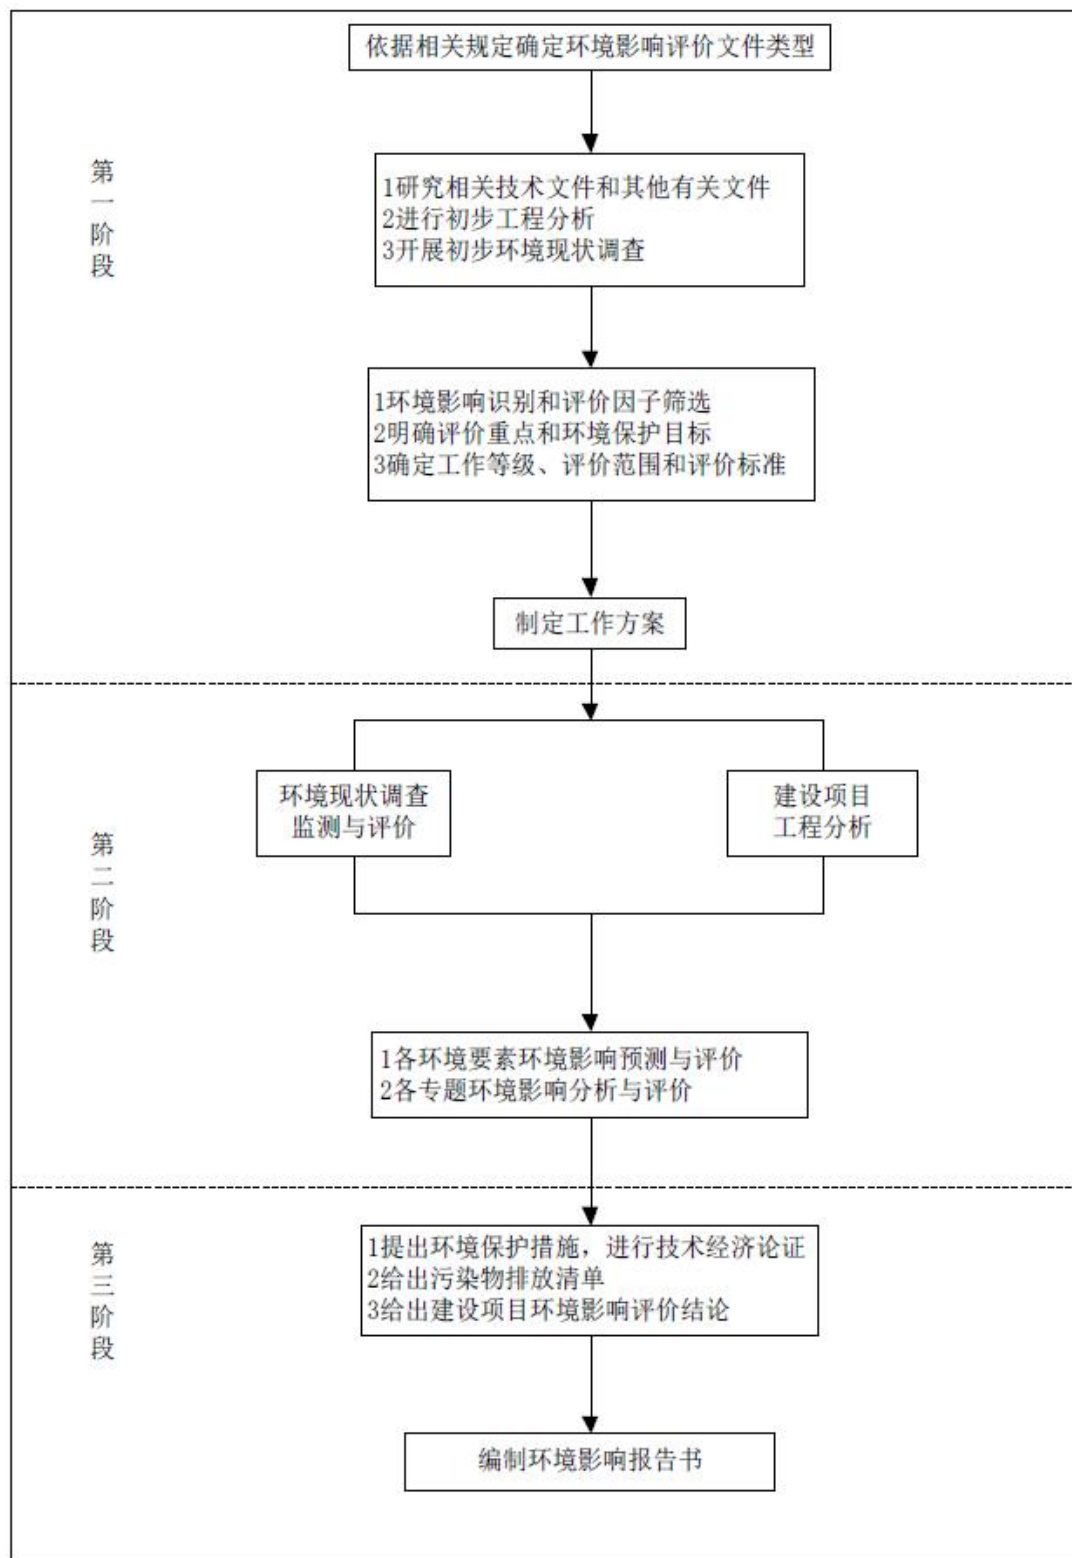 依据相关规定确定环境影响评价文件类型
第一阶段
1研究相关技术文件和其他有关文件
2进行初步工程分析
3开展初步环境现状调查
1环境影响识别和评价因子筛选
2明确评价重点和环境保护目标
3确定工作等级、评价范围和评价标准
制定工作方案
第二阶段
环境现状调查
监测与评价
建设项目
工程分析
1各环境要素环境影响预测与评价
2各专题环境影响分析与评价
第三阶段
1提出环境保护措施，进行技术经济论证
2给出污染物排放清单
3给出建设项目环境影响评价结论
编制环境影响报告书